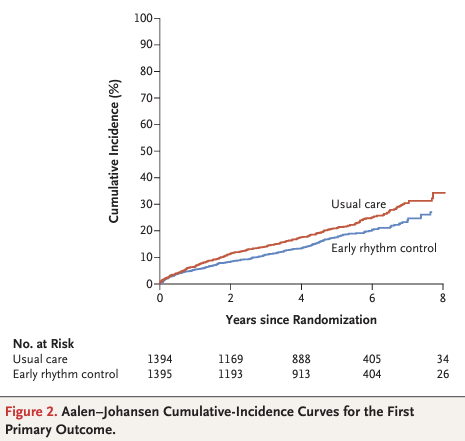 100
90
80
70
60
50
40
30
20
10
0
Cumulative Incidence (%)
Usual care
Early rhythm control
0 2 4 6 8
Years since Randomization
No. at Risk
Usual care 1394 1169 888 405 34
Early rhythm control 1395 1193 913 404 26
Figure 2. Aalen–Johansen Cumulative-Incidence Curves for the First
Primary Outcome.